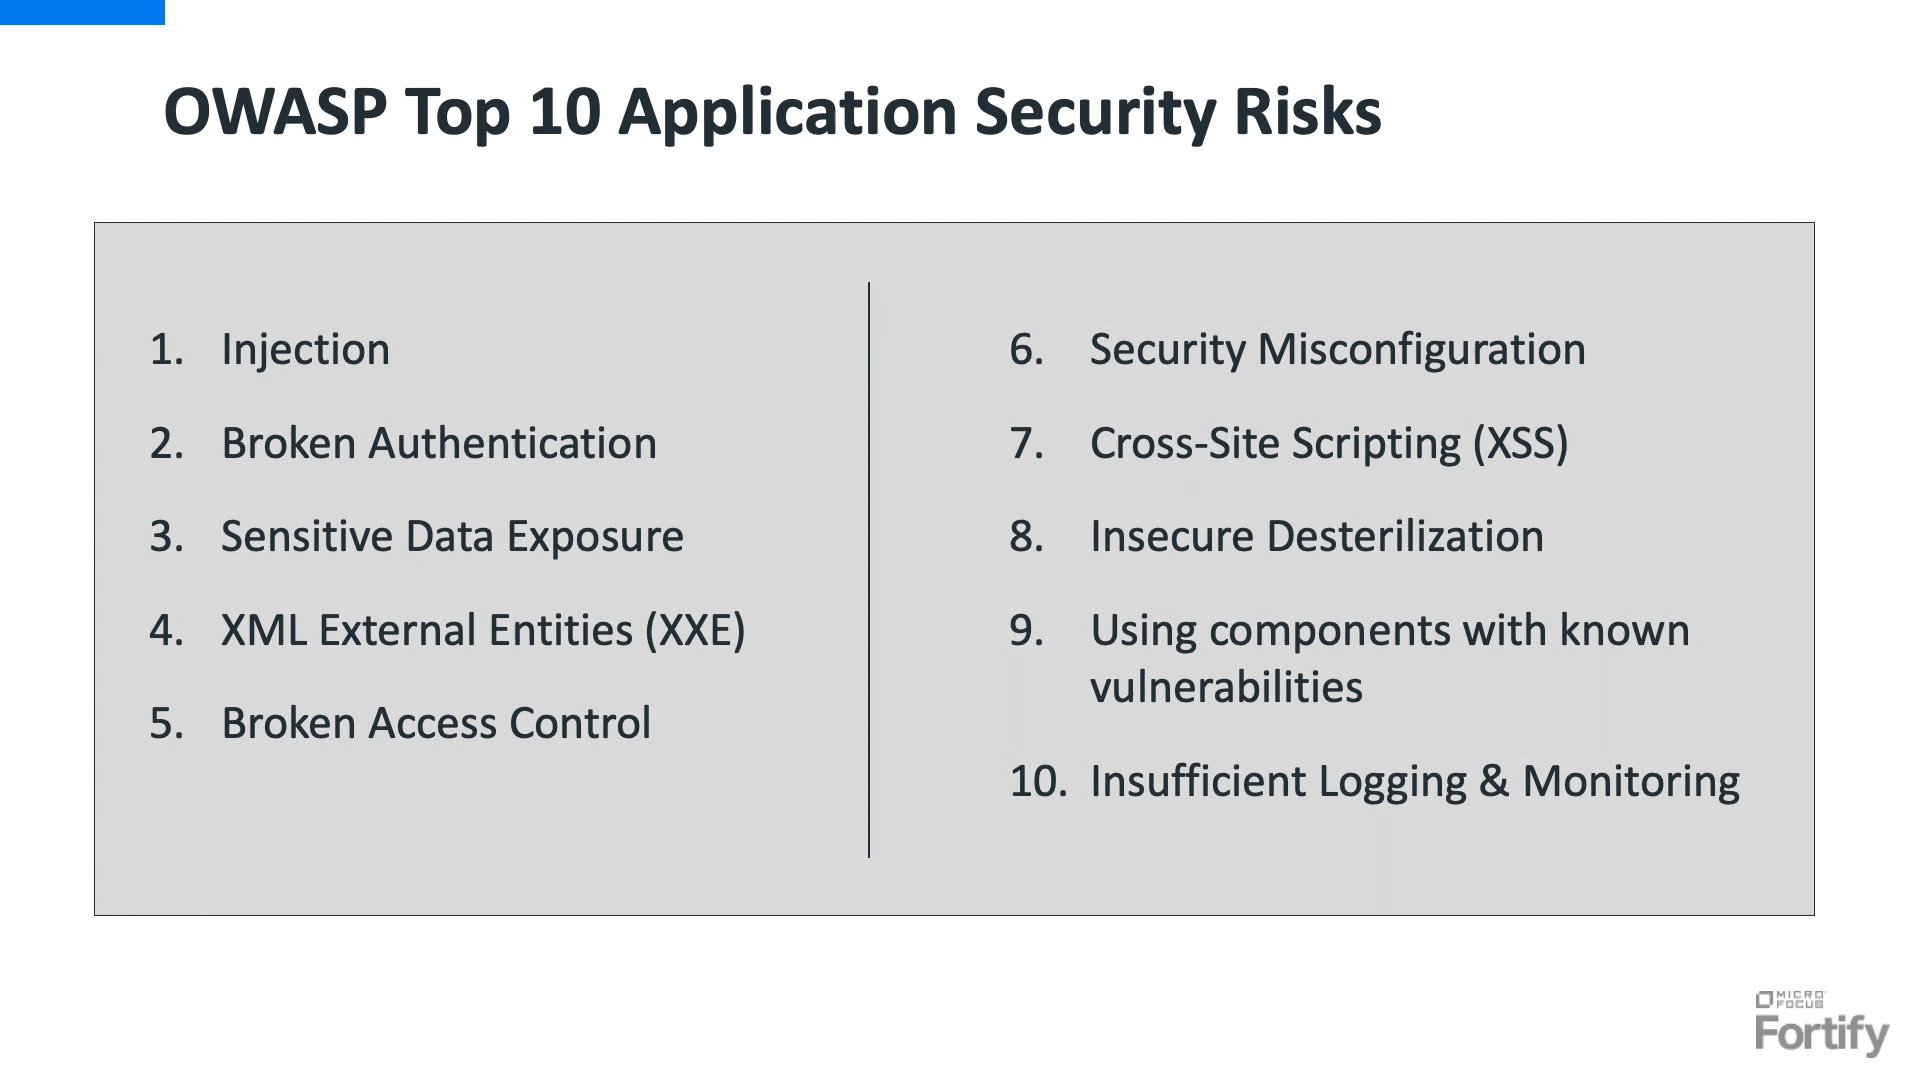 OWASP Top 10 Application Security Risks
1. Injection
2. Broken Authentication
3. Sensitive Data Exposure
4. XML External Entities (XXE)
5. Broken Access Control
6. Security Misconfiguration
7. Cross-Site Scripting (XSS)
8. Insecure Desterilization
9. Using components with known
vulnerabilities
10. Insufficient Logging & Monitoring
MICRO
FOCUS
Fortify